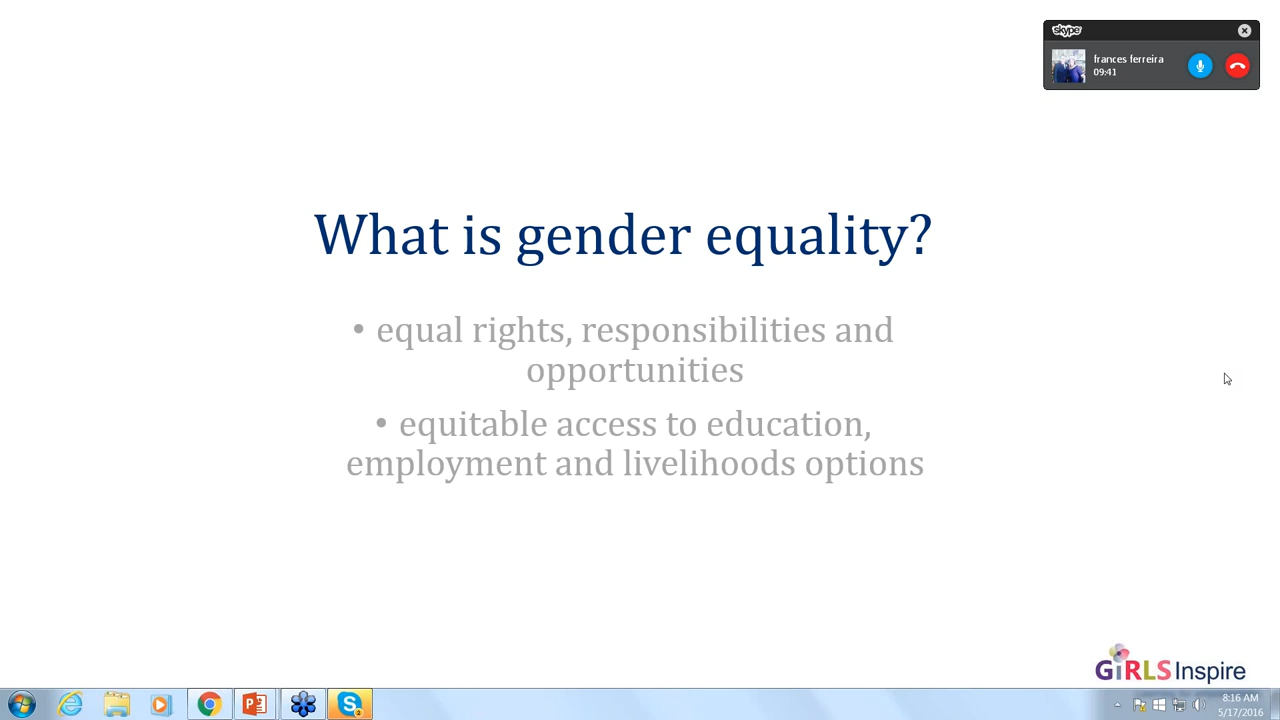 skype
frances ferreira
09:41
What is gender equality?
• equal rights, responsibilities and
opportunities
• equitable access to education,
employment and livelihoods options
GiRLS Inspire
8:16 AM
5/17/2016